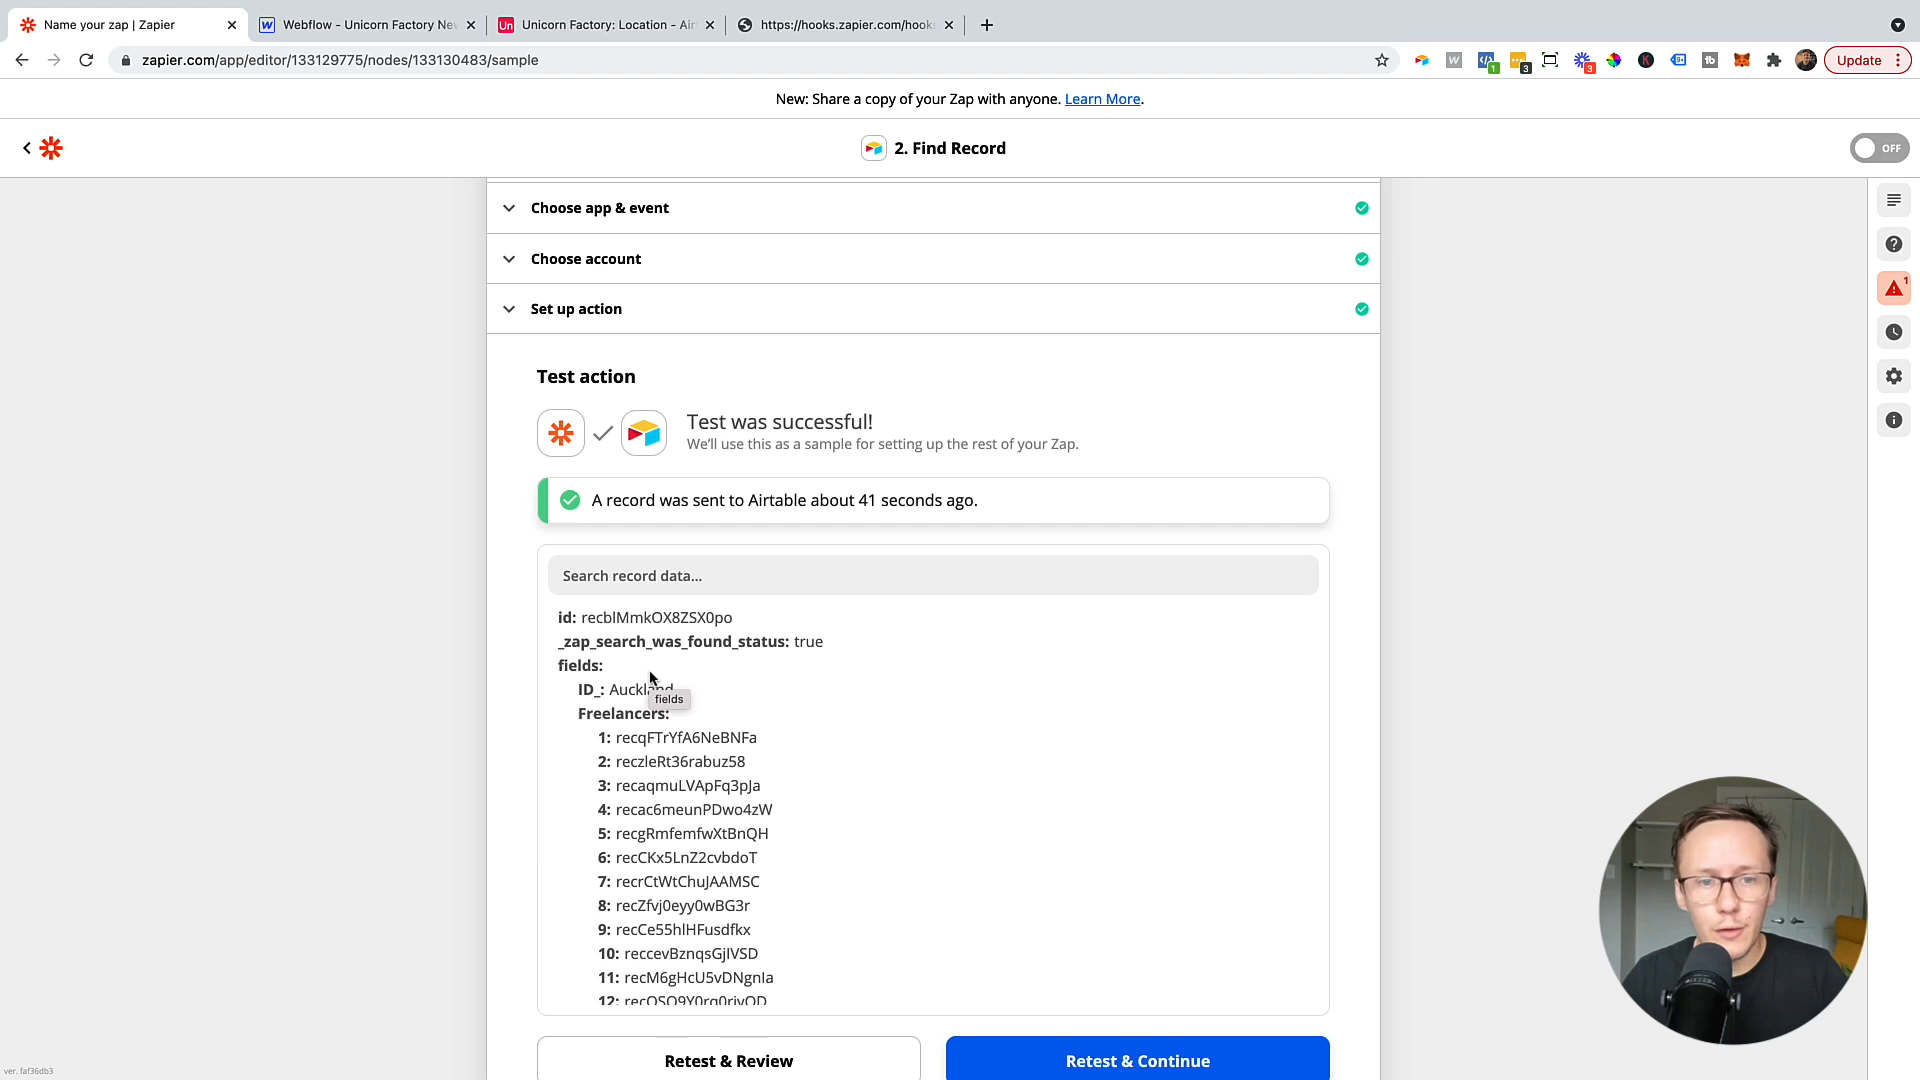 Name your zap | Zapier
Webflow - Unicorn Factory Ne
Unicorn Factory: Location - Air
https://hooks.zapier.com/hook
zapier.com/app/editor/133129775/nodes/133130483/sample
1
3
3
Update
New: Share a copy of your Zap with anyone. Learn More.
2. Find Record
OFF
Choose app & event
Choose account
Set up action
1
Test action
Test was successful!
We'll use this as a sample for setting up the rest of your Zap.
A record was sent to Airtable about 41 seconds ago.
Search record data...
id: recblMmkOX8ZSX0po
_zap_search_was_found_status: true
fields:
ID_: Auckland
fields
Freelancers:
1: recqFTrYfA6NeBNFa
2: reczleRt36rabuz58
3: recaqmuLVApFq3pJa
4: recac6meunPDwo4zW
5: recgRmfemfwXtBnQH
6: recCKx5LnZ2cvbdoT
7: recrCtWtChuJAAMSC
8: recZfvj0eyy0wBG3r
9: recCe55hlHFusdfkx
10: reccevBznqsGjIVSD
11: recM6gHcU5vDNgnIa
12:
Retest & Review
Retest & Continue
ver. faf36db3